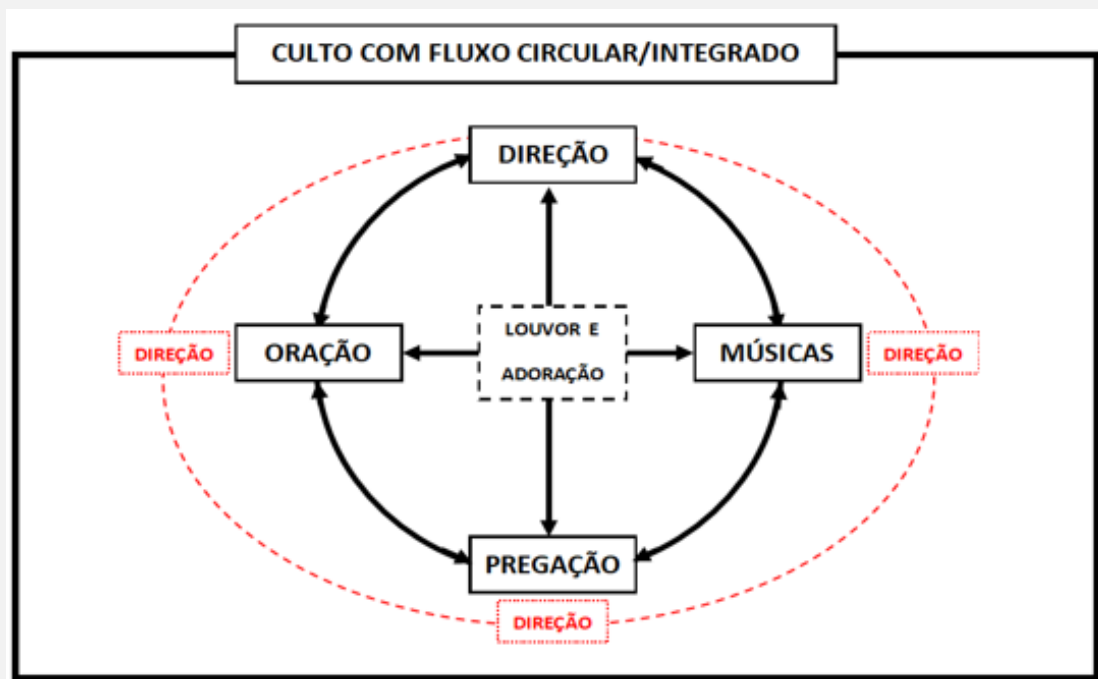 CULTO COM FLUXO CIRCULAR/INTEGRADO
DIREÇÃO
LOUVOR E
ADORAÇÃO
DIREÇÃO
ORAÇÃO
MÚSICAS
DIREÇÃO
PREGAÇÃO
DIREÇÃO